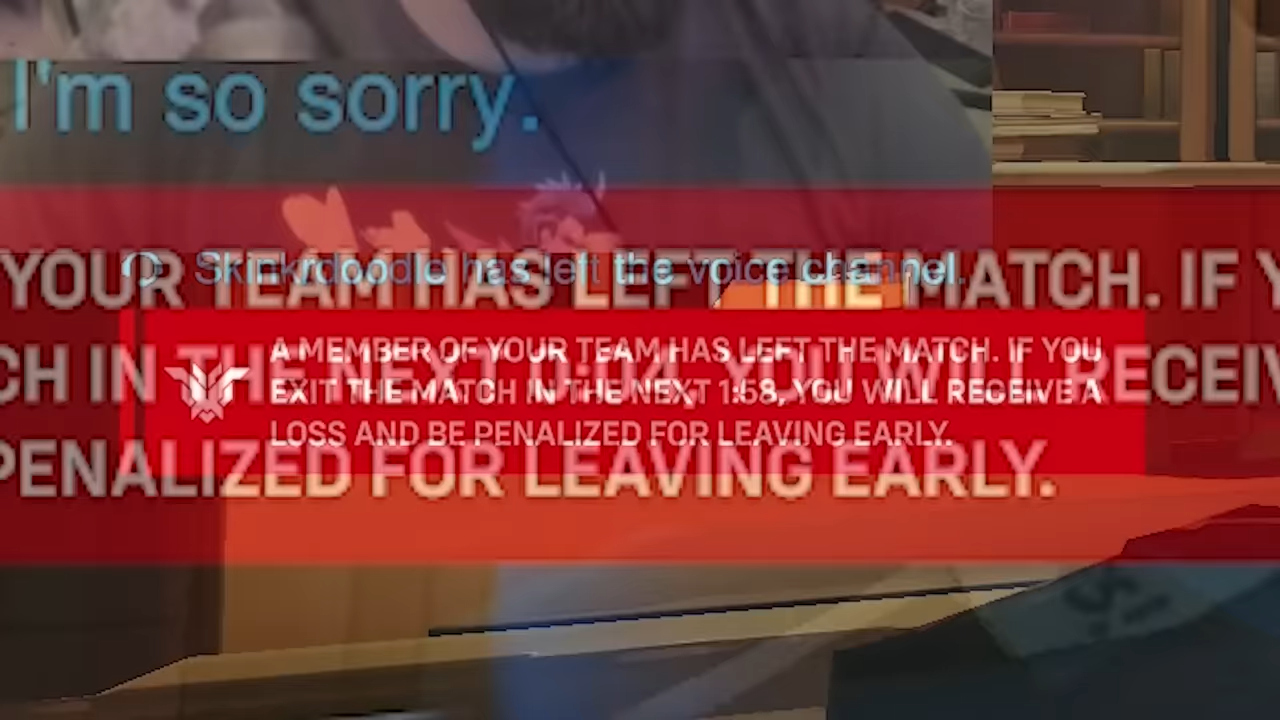 I'm so sorry.
YOUR TEAM HAS LEFT THE MATCH. IF Y
Skinkrdoodle has left the voice channel.
A MEMBER OF YOUR TEAM HAS LEFT THE MATCH. IF YOU
CH IN THE NEXT 0:04, YOU WILL RECEIV
EXIT THE MATCH IN THE NEXT 1:58, YOU WILL RECEIVE A
LOSS AND BE PENALIZED FOR LEAVING EARLY.
PENALIZED FOR LEAVING EARLY.